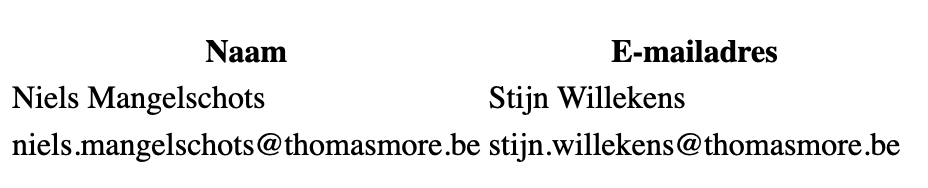 Naam E-mailadres
Niels Mangelschots Stijn Willekens
niels.mangelschots@thomasmore.be stijn.willekens@thomasmore.be